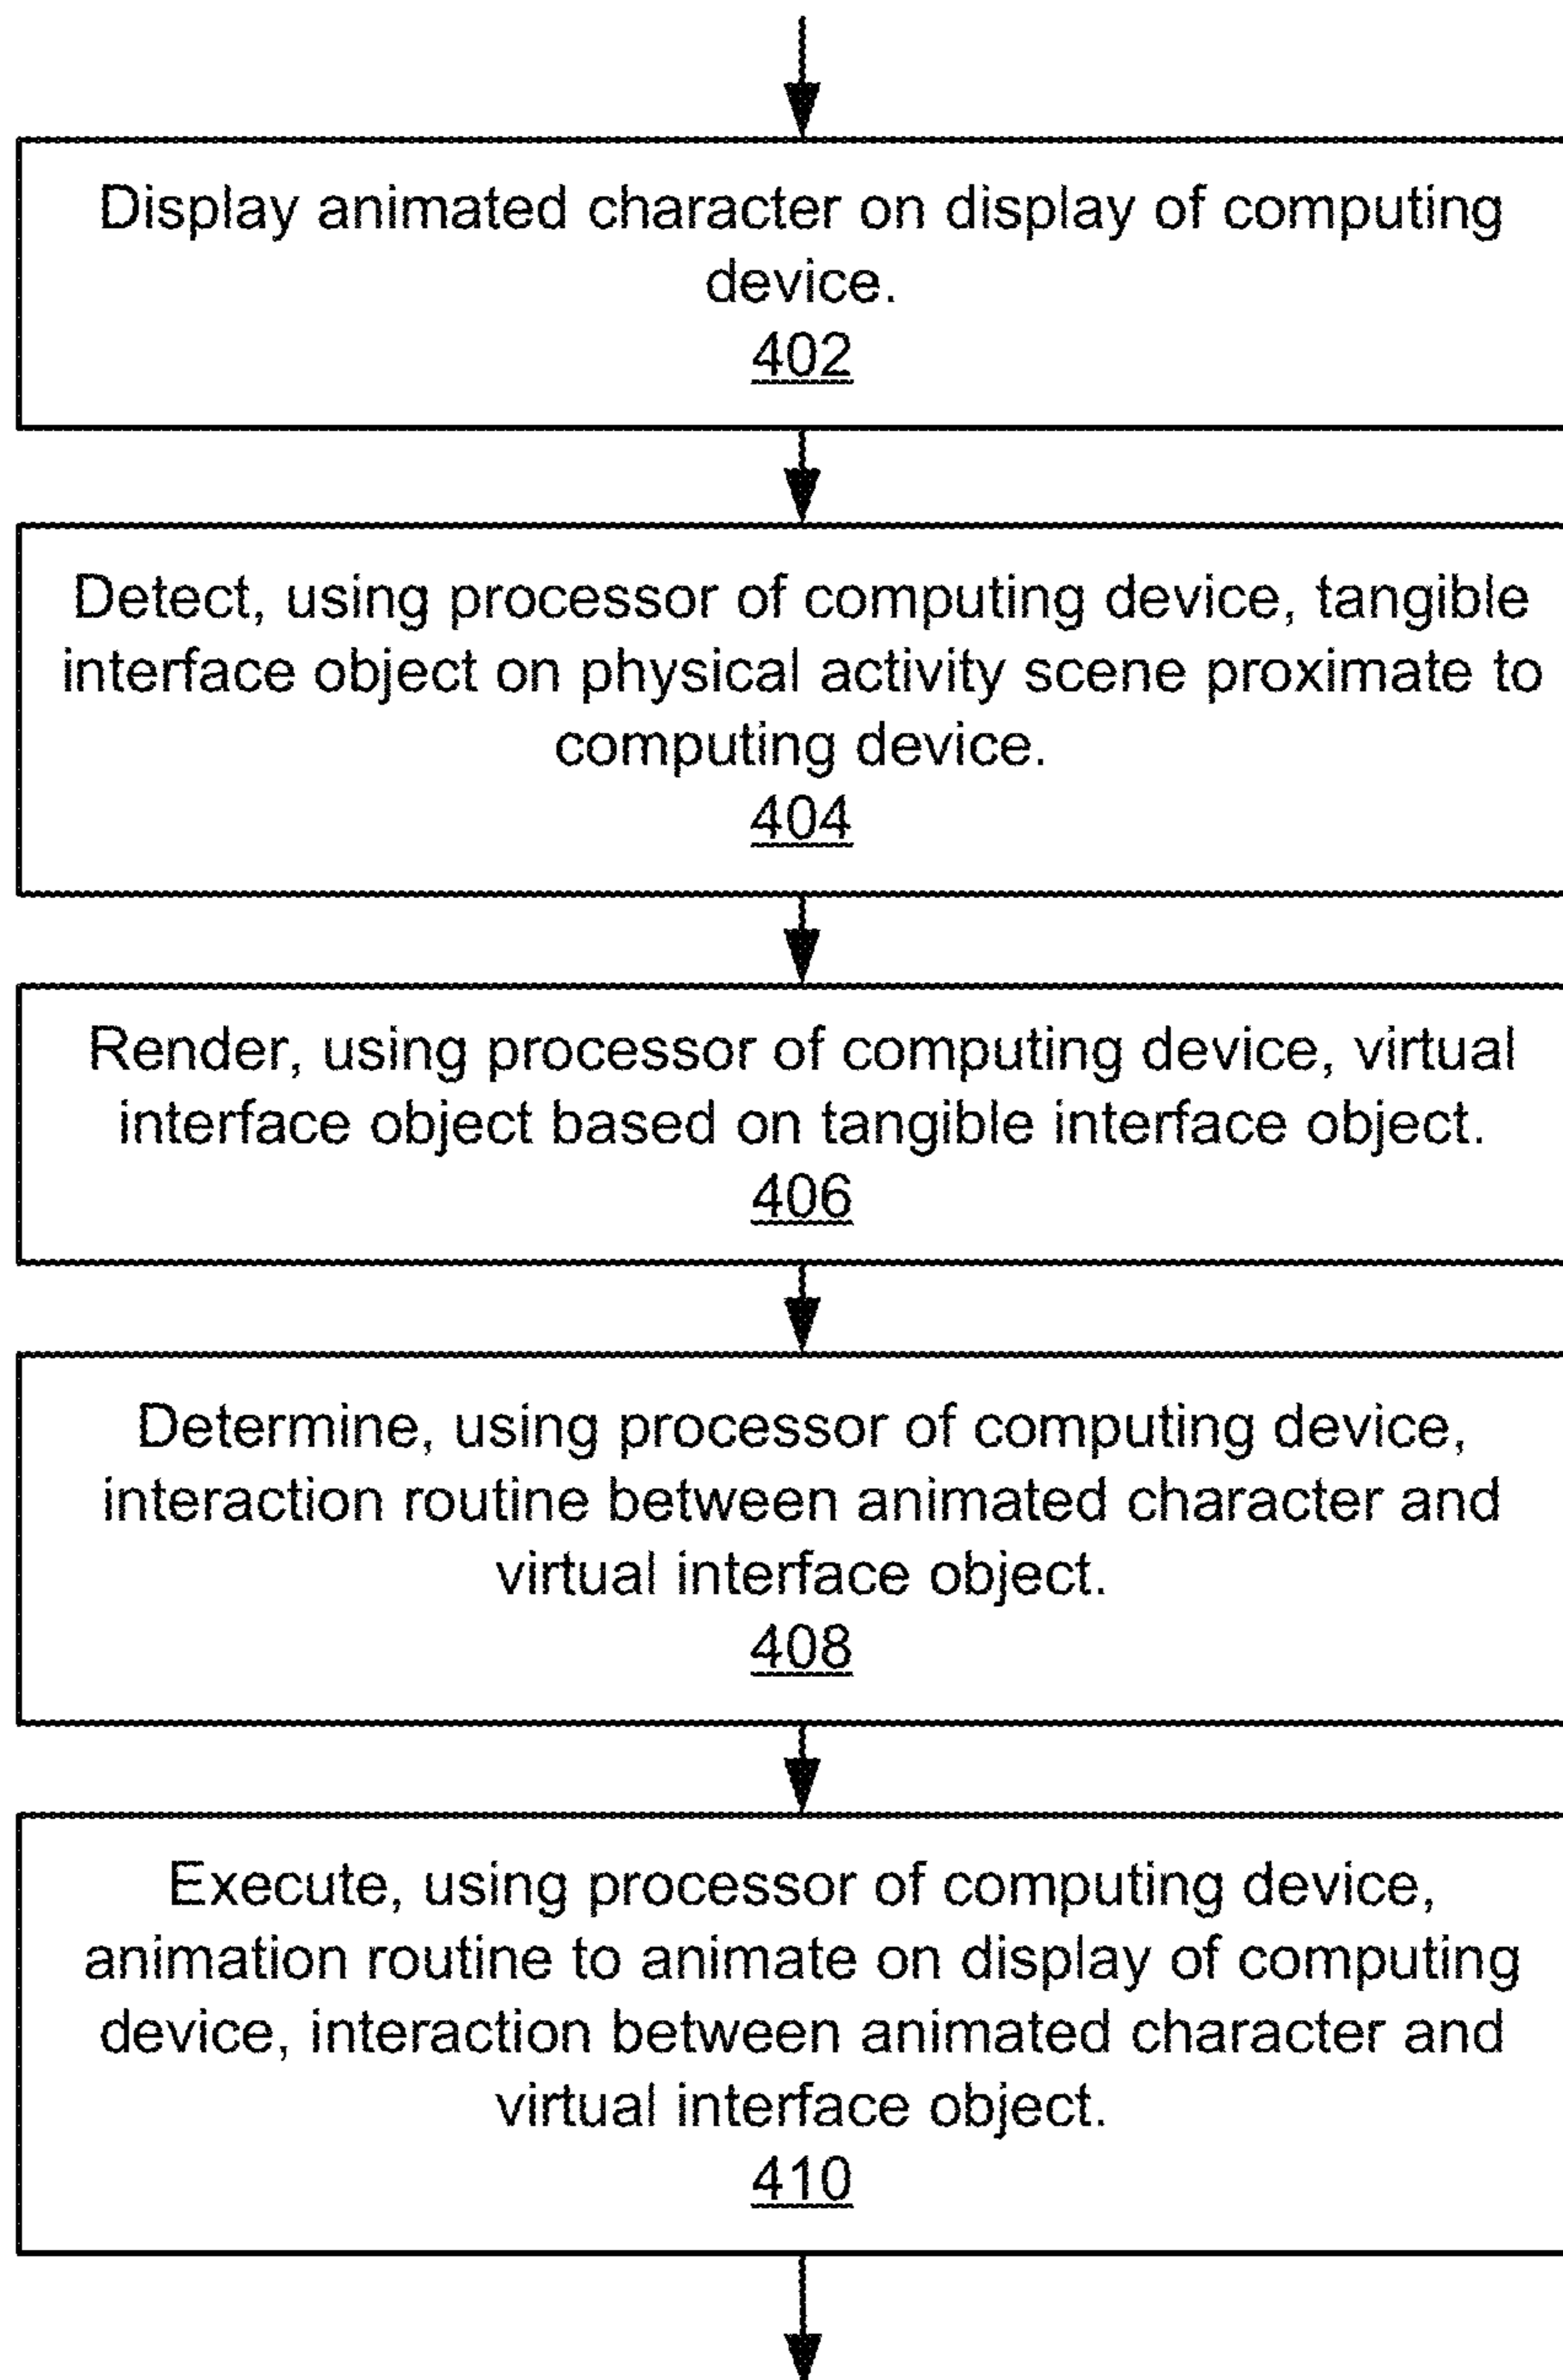 Display animated character on display of computing
device.
402
Detect, using processor of computing device, tangible
interface object on physical activity scene proximate to
computing device.
404
Render, using processor of computing device, virtual
interface object based on tangible interface object.
406
Determine, using processor of computing device,
interaction routine between animated character and
virtual interface object.
408
Execute, using processor of computing device,
animation routine to animate on display of computing
device, interaction between animated character and
virtual interface object.
410